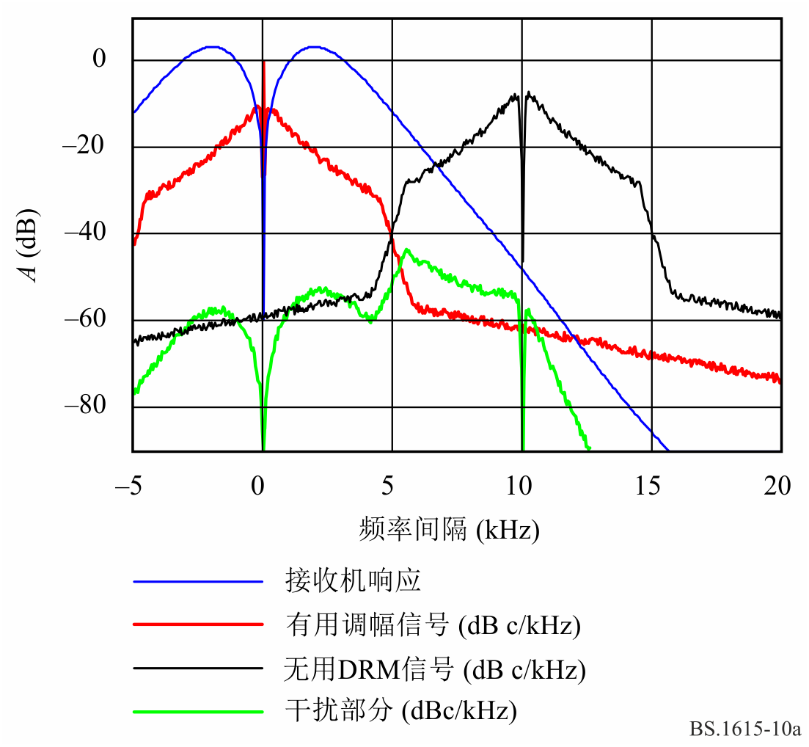 0
–20
–40
–60
–80
A (dB)
–5
0
5
10
15
20
频率间隔 (kHz)
接收机响应
有用调幅信号 (dB c/kHz)
无用DRM信号 (dB c/kHz)
干扰部分 (dBc/kHz)
BS.1615-10a